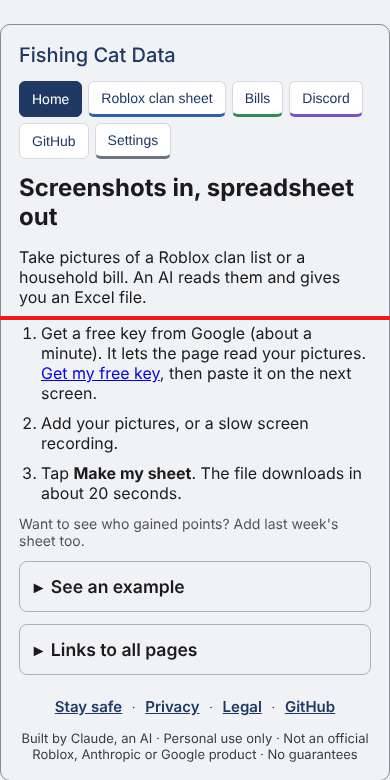 Fishing Cat Data
Home
Roblox clan sheet
Bills
Discord
GitHub
Settings
Screenshots in, spreadsheet
out
Take pictures of a Roblox clan list or a
household bill. An AI reads them and gives
you an Excel file.
1. Get a free key from Google (about a
minute). It lets the page read your pictures.
Get my free key, then paste it on the next
screen.
2. Add your pictures, or a slow screen
recording.
3. Tap Make my sheet. The file downloads in
about 20 seconds.
Want to see who gained points? Add last week's
sheet too.
▸ See an example
▸ Links to all pages
Stay safe · Privacy · Legal · GitHub
Built by Claude, an AI · Personal use only · Not an official
Roblox, Anthropic or Google product · No guarantees